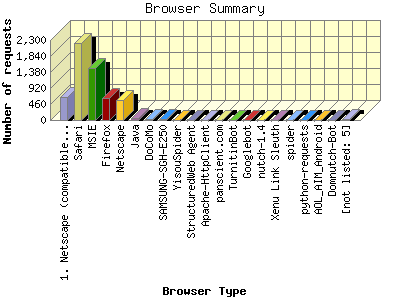 Browser Summary
Number of requests
2,300
1,840
1,380
920
460
0
1. Netscape (compatible...
Safari
MSIE
Firefox
Netscape
Java
DoCoMo
SAMSUNG-SGH-E250
YisouSpider
StructuredWeb Agent
Apache-HttpClient
panscient.com
TurnitinBot
Googlebot
nutch-1.4
Xenu Link Sleuth
spider
python-requests
AOL_AIM_Android
Domnutch-Bot
[not listed: 5]
Browser Type